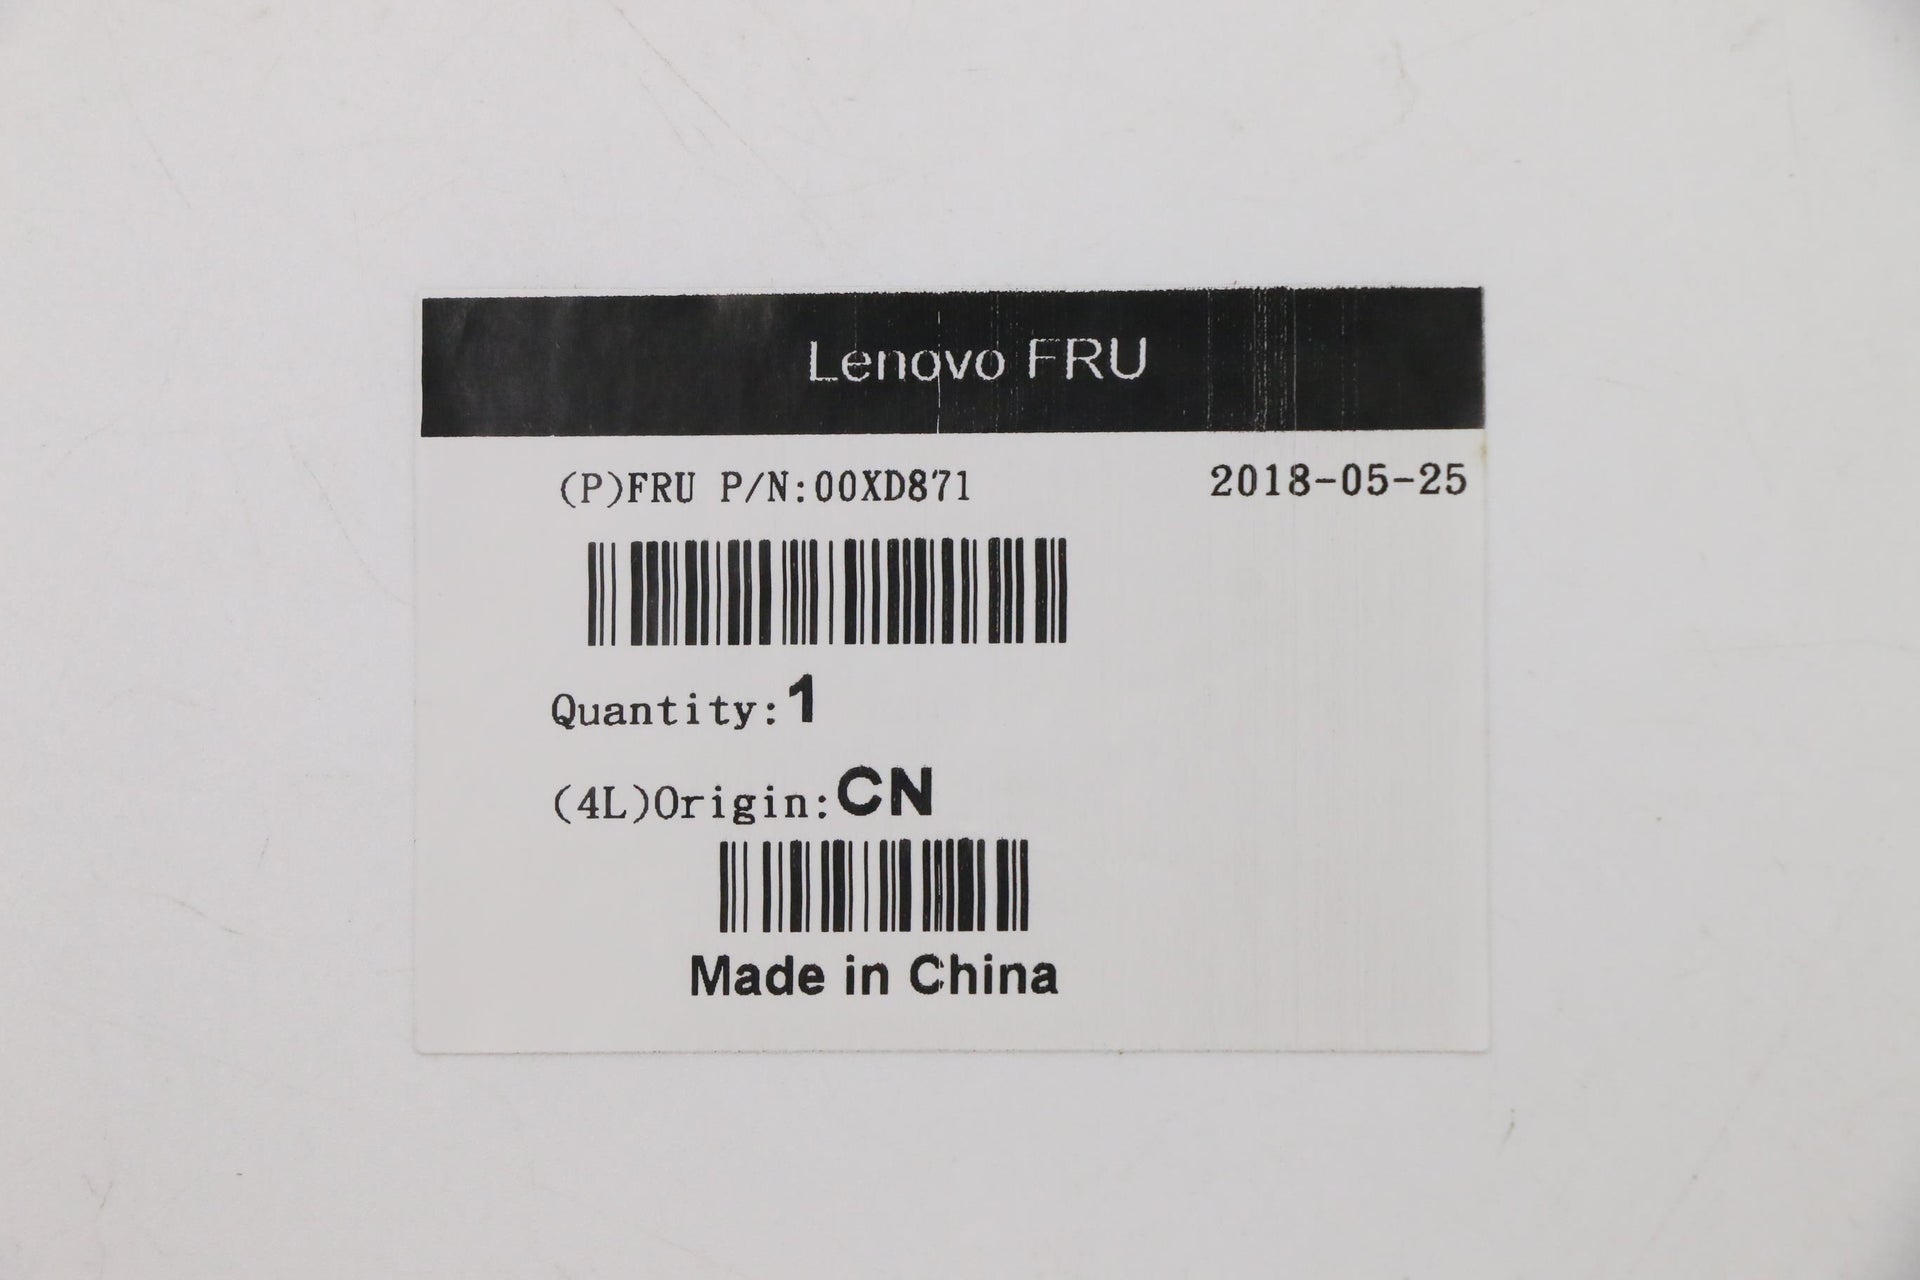 Lenovo FRU
(P)FRU P/N:00XD871 2018-05-25
Quantity:1
(4L)Origin:CN
Made in China